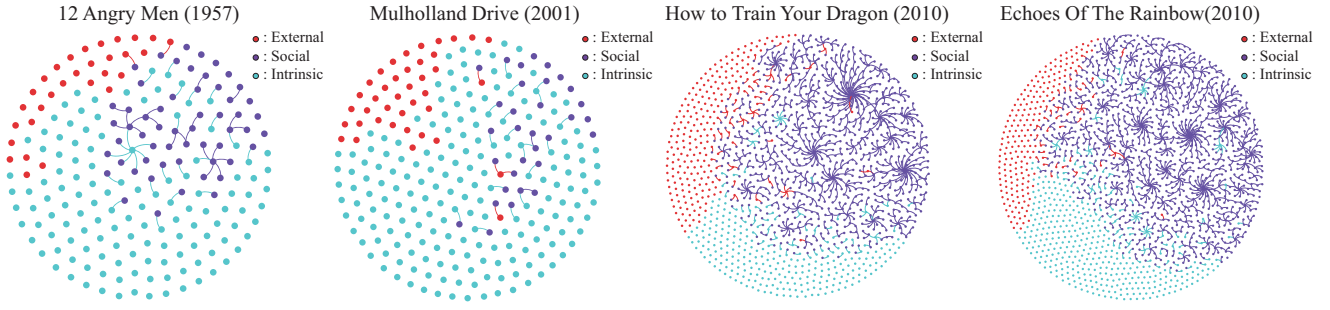 12 Angry Men (1957)
: External
: Social
: Intrinsic
Mulholland Drive (2001)
: External
: Social
: Intrinsic
How to Train Your Dragon (2010)
: External
: Social
: Intrinsic
Echoes Of The Rainbow(2010)
: External
: Social
: Intrinsic